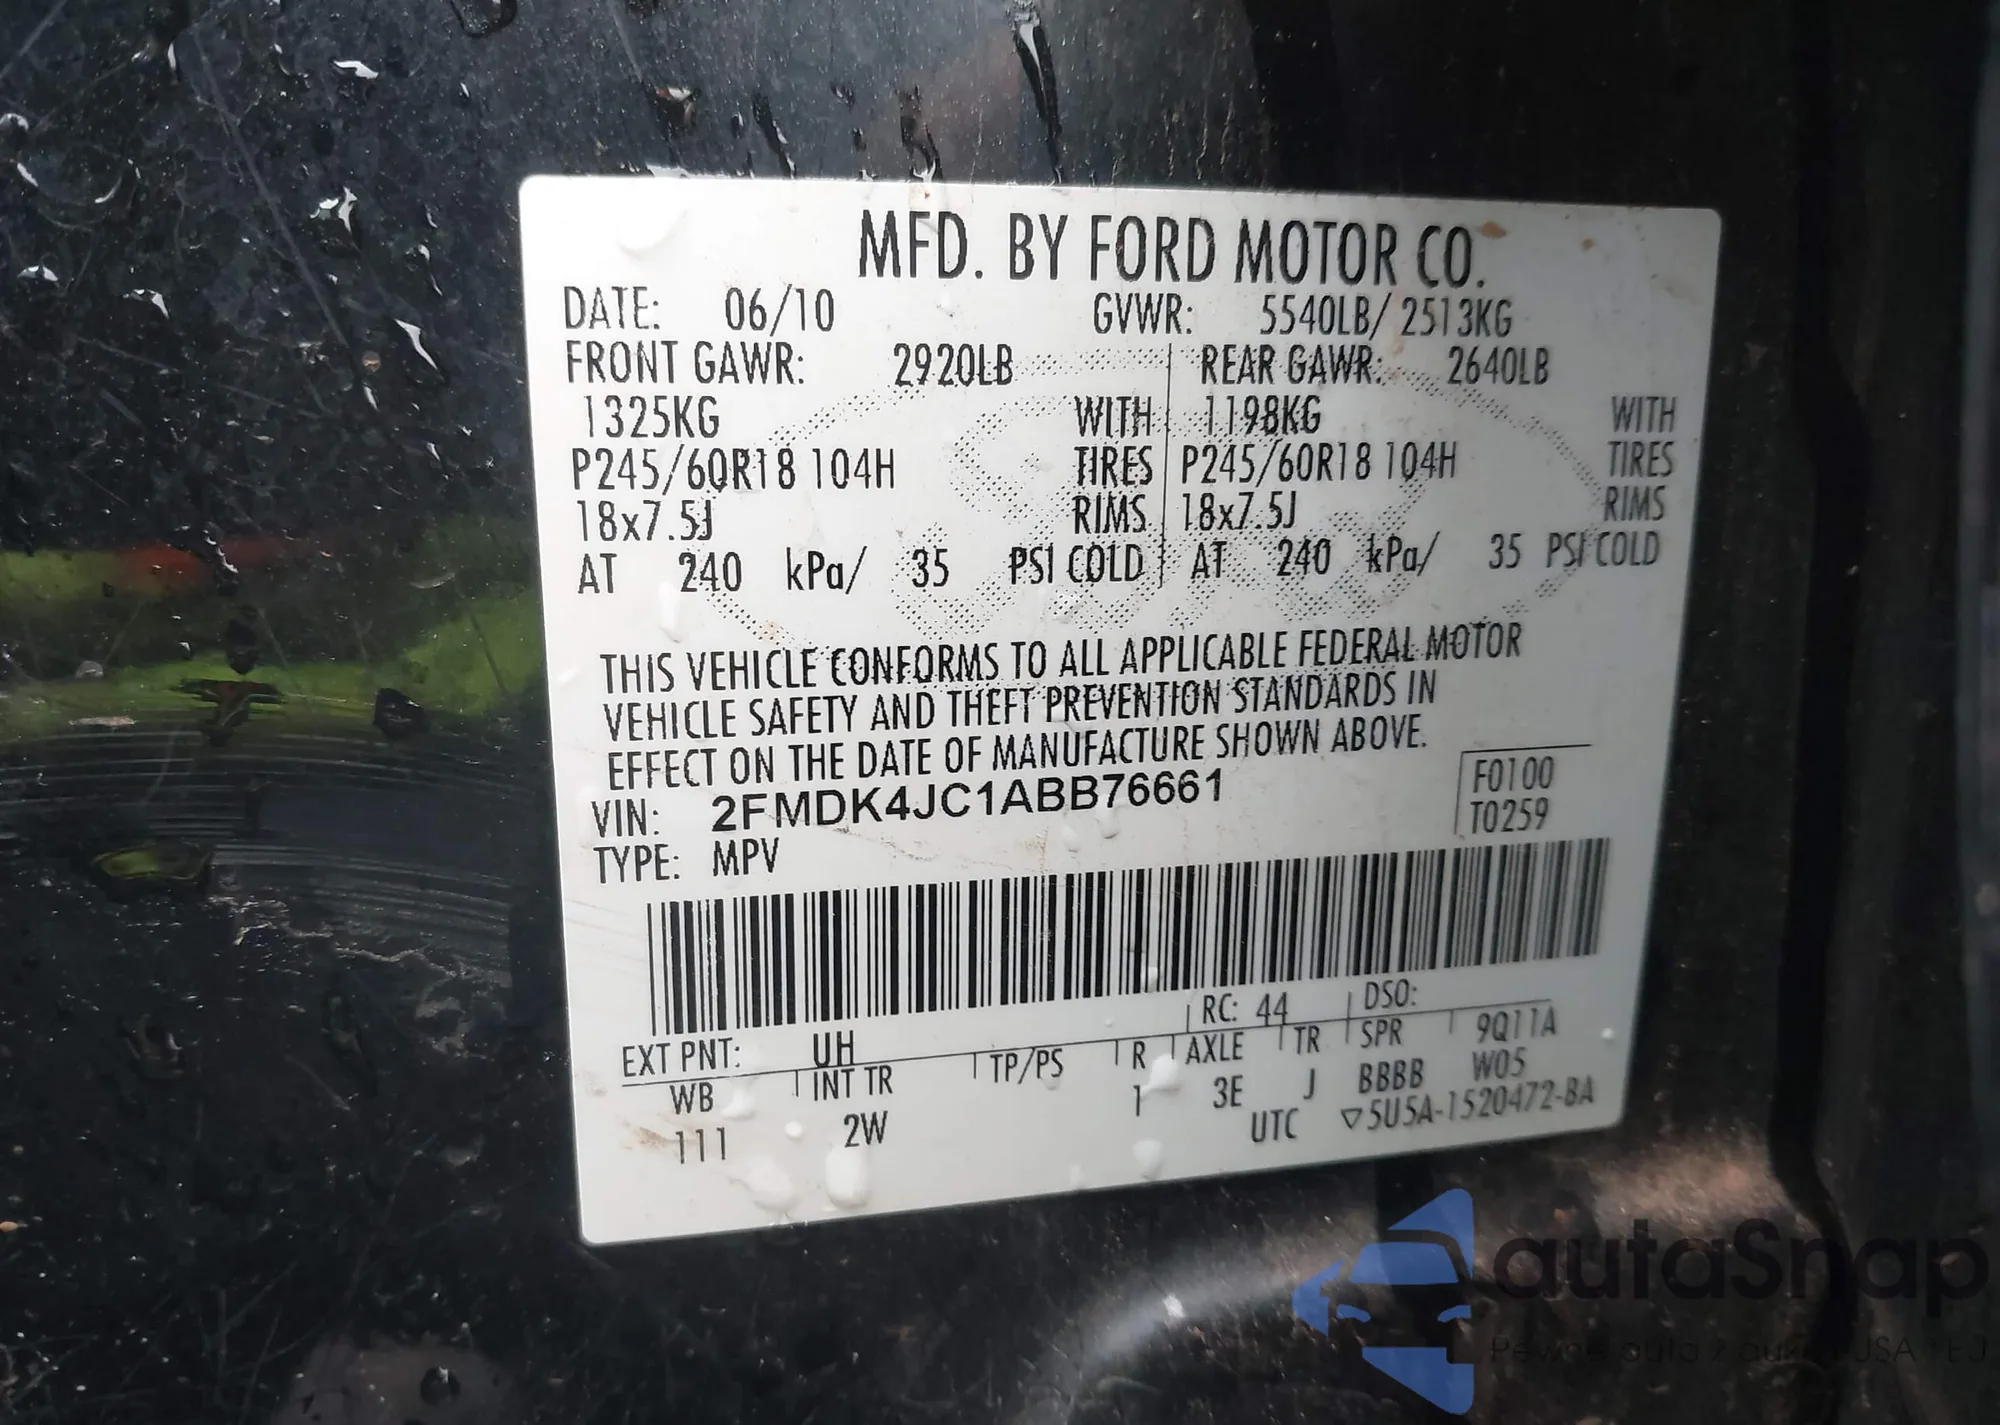 MFD. BY FORD MOTOR CO.
DATE: 06/10 GVWR: 5540LB/ 2513KG
FRONT GAWR: 2920LB REAR GAWR: 2640LB
1325KG WITH 1198KG WITH
P245/60R18 104H TIRES P245/60R18 104H TIRES
18x7.5J RIMS 18x7.5J RIMS
AT 240 kPa/ 35 PSI COLD AT 240 kPa/ 35 PSI COLD
THIS VEHICLE CONFORMS TO ALL APPLICABLE FEDERAL MOTOR
VEHICLE SAFETY AND THEFT PREVENTION STANDARDS IN
EFFECT ON THE DATE OF MANUFACTURE SHOWN ABOVE.
VIN: 2FMDK4JC1ABB76661 F0100
TYPE: MPV T0259
RC: 44 DSO:
EXT PNT: UH
WB INT TR TP/PS R AXLE TR SPR 9Q11A
111 2W 1 3E J BBBB W05
UTC ▽5U5A-1520472-BA
autaSnap
Pewne auta z